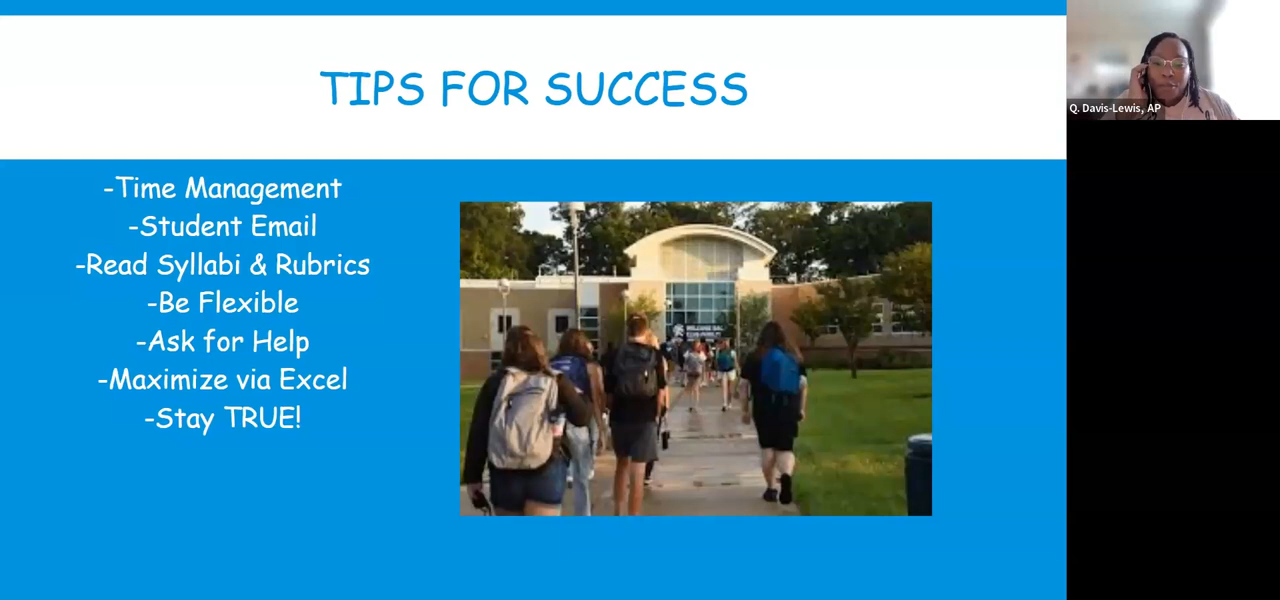 TIPS FOR SUCCESS
-Time Management
-Student Email
-Read Syllabi & Rubrics
-Be Flexible
-Ask for Help
-Maximize via Excel
-Stay TRUE!
Q. Davis-Lewis, AP